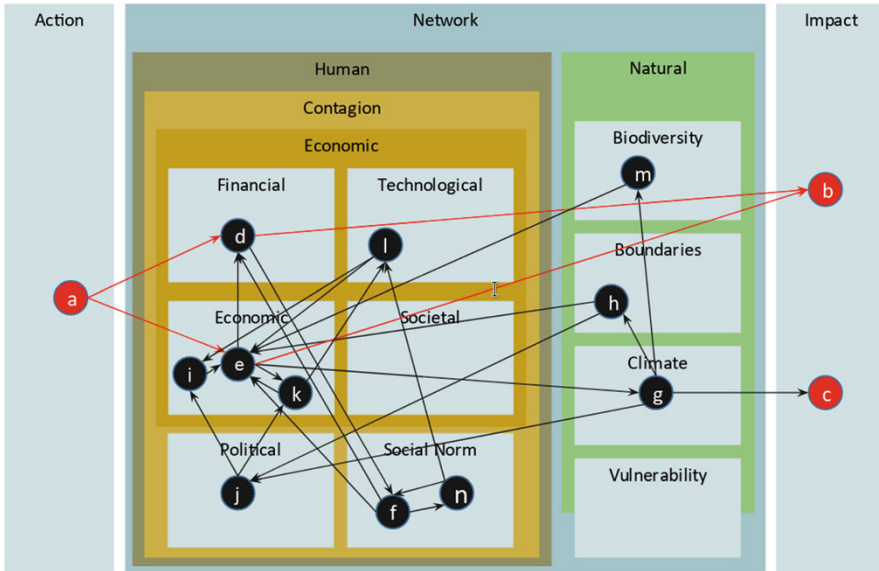 Action
Network
Impact
Human
Natural
Contagion
Economic
Biodiversity
Financial
Technological
m
b
d
l
Boundaries
a
h
Economic
Societal
Climate
e
i
k
g
c
Political
Social Norm
Vulnerability
j
n
f